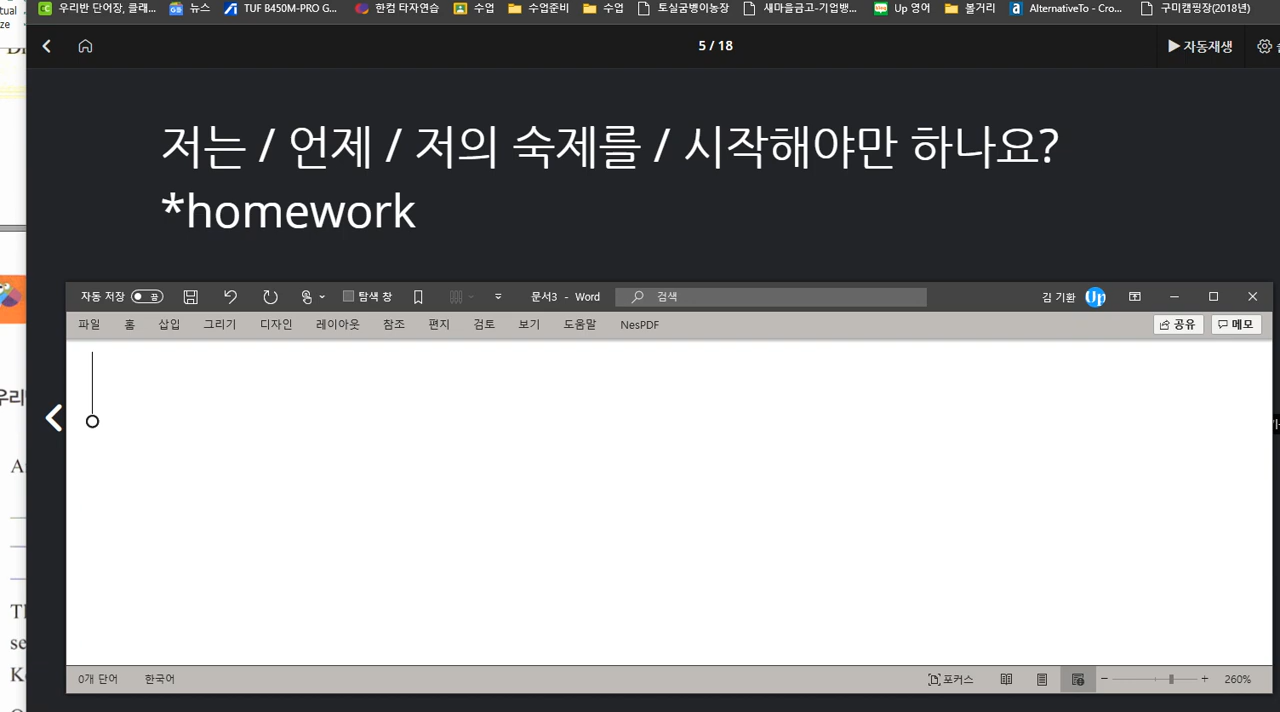 우리반 단어장, 클래... 뉴스 TUF B450M-PRO G... 한컴 타자연습 수업 수업준비 수업 토실굼벵이농장 새마을금고-기업뱅... Up 영어 볼거리 AlternativeTo - Cro... 구미캠핑장(2018년)
5 / 18
자동재생
저는 / 언제 / 저의 숙제를 / 시작해야만 하나요?
*homework
자동 저장 끔 탐색 창 문서3 - Word 검색 김 기환 Up
파일 홈 삽입 그리기 디자인 레이아웃 참조 편지 검토 보기 도움말 NesPDF 공유 메모
0개 단어 한국어 포커스 260%